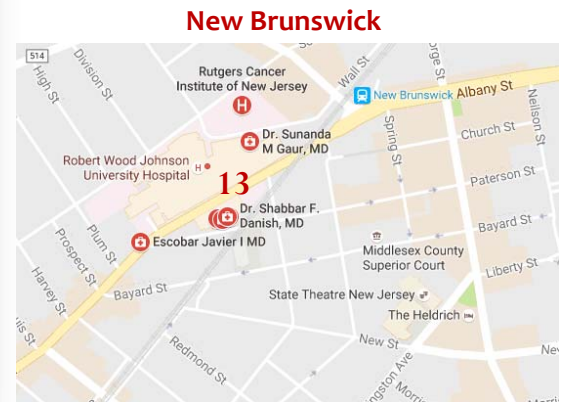 New Brunswick
514
High St
Division St
Rutgers Cancer
Institute of New Jersey
H
Wall St
New Brunswick
Albany St
Neilson St
Dr. Sunanda
M Gaur, MD
Spring St
Church St
Robert Wood Johnson
University Hospital
H
13
Paterson St
Dr. Shabbar F.
Danish, MD
Bayard St
Prospect St
Plum St
Escobar Javier I MD
Middlesex County
Superior Court
Liberty St
Harvey St
Bayard St
State Theatre New Jersey
The Heldrich
New St
Redmond St